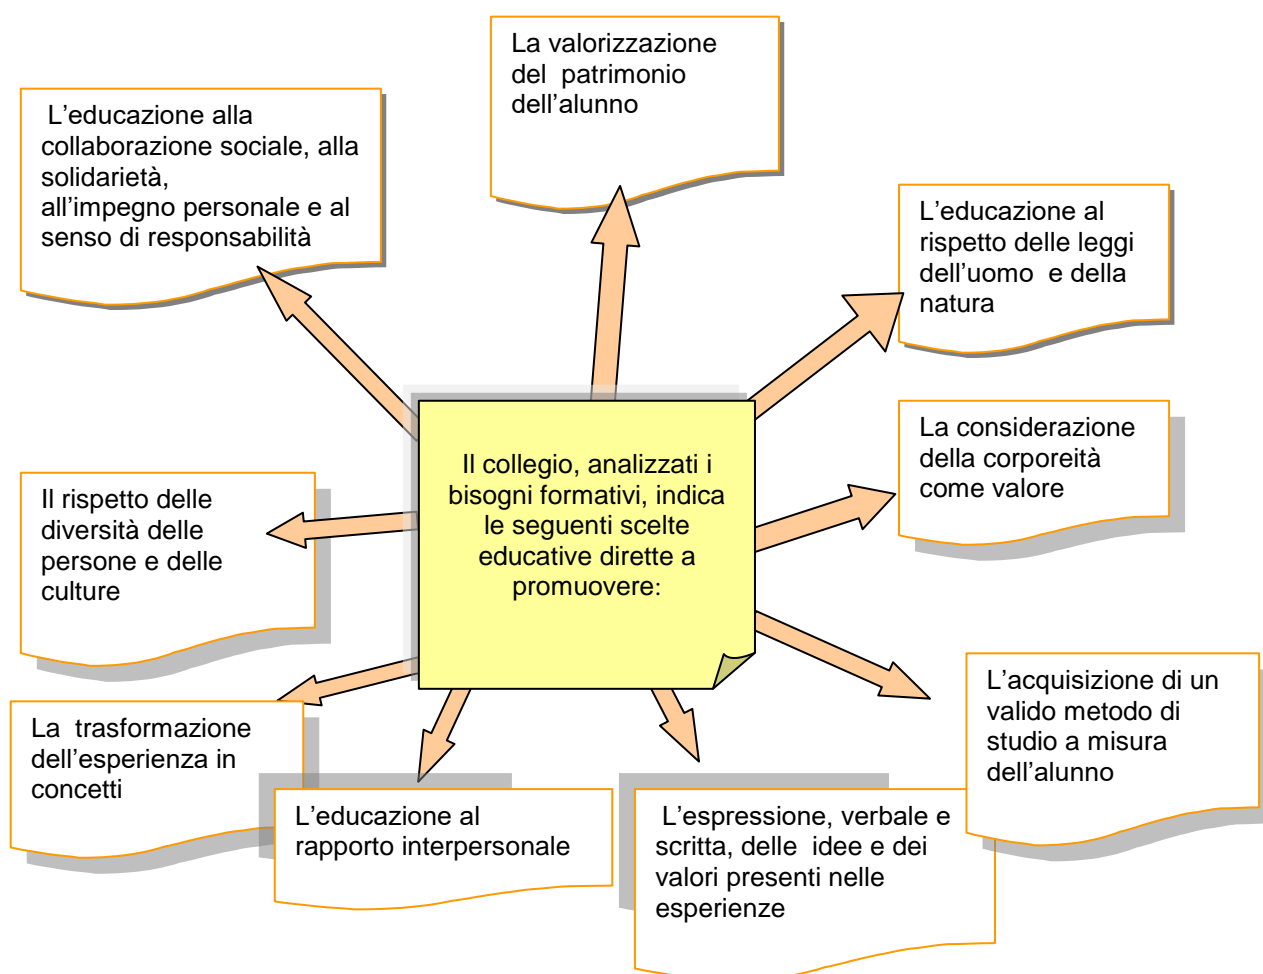 La valorizzazione
del patrimonio
dell'alunno
L'educazione alla
collaborazione sociale, alla
solidarietà,
all'impegno personale e al
senso di responsabilità
L'educazione al
rispetto delle leggi
dell'uomo e della
natura
Il collegio, analizzati i
bisogni formativi, indica
le seguenti scelte
educative dirette a
promuovere:
La considerazione
della corporeità
come valore
Il rispetto delle
diversità delle
persone e delle
culture
L'acquisizione di un
valido metodo di
studio a misura
dell'alunno
La trasformazione
dell'esperienza in
concetti
L'educazione al
rapporto interpersonale
L'espressione, verbale e
scritta, delle idee e dei
valori presenti nelle
esperienze